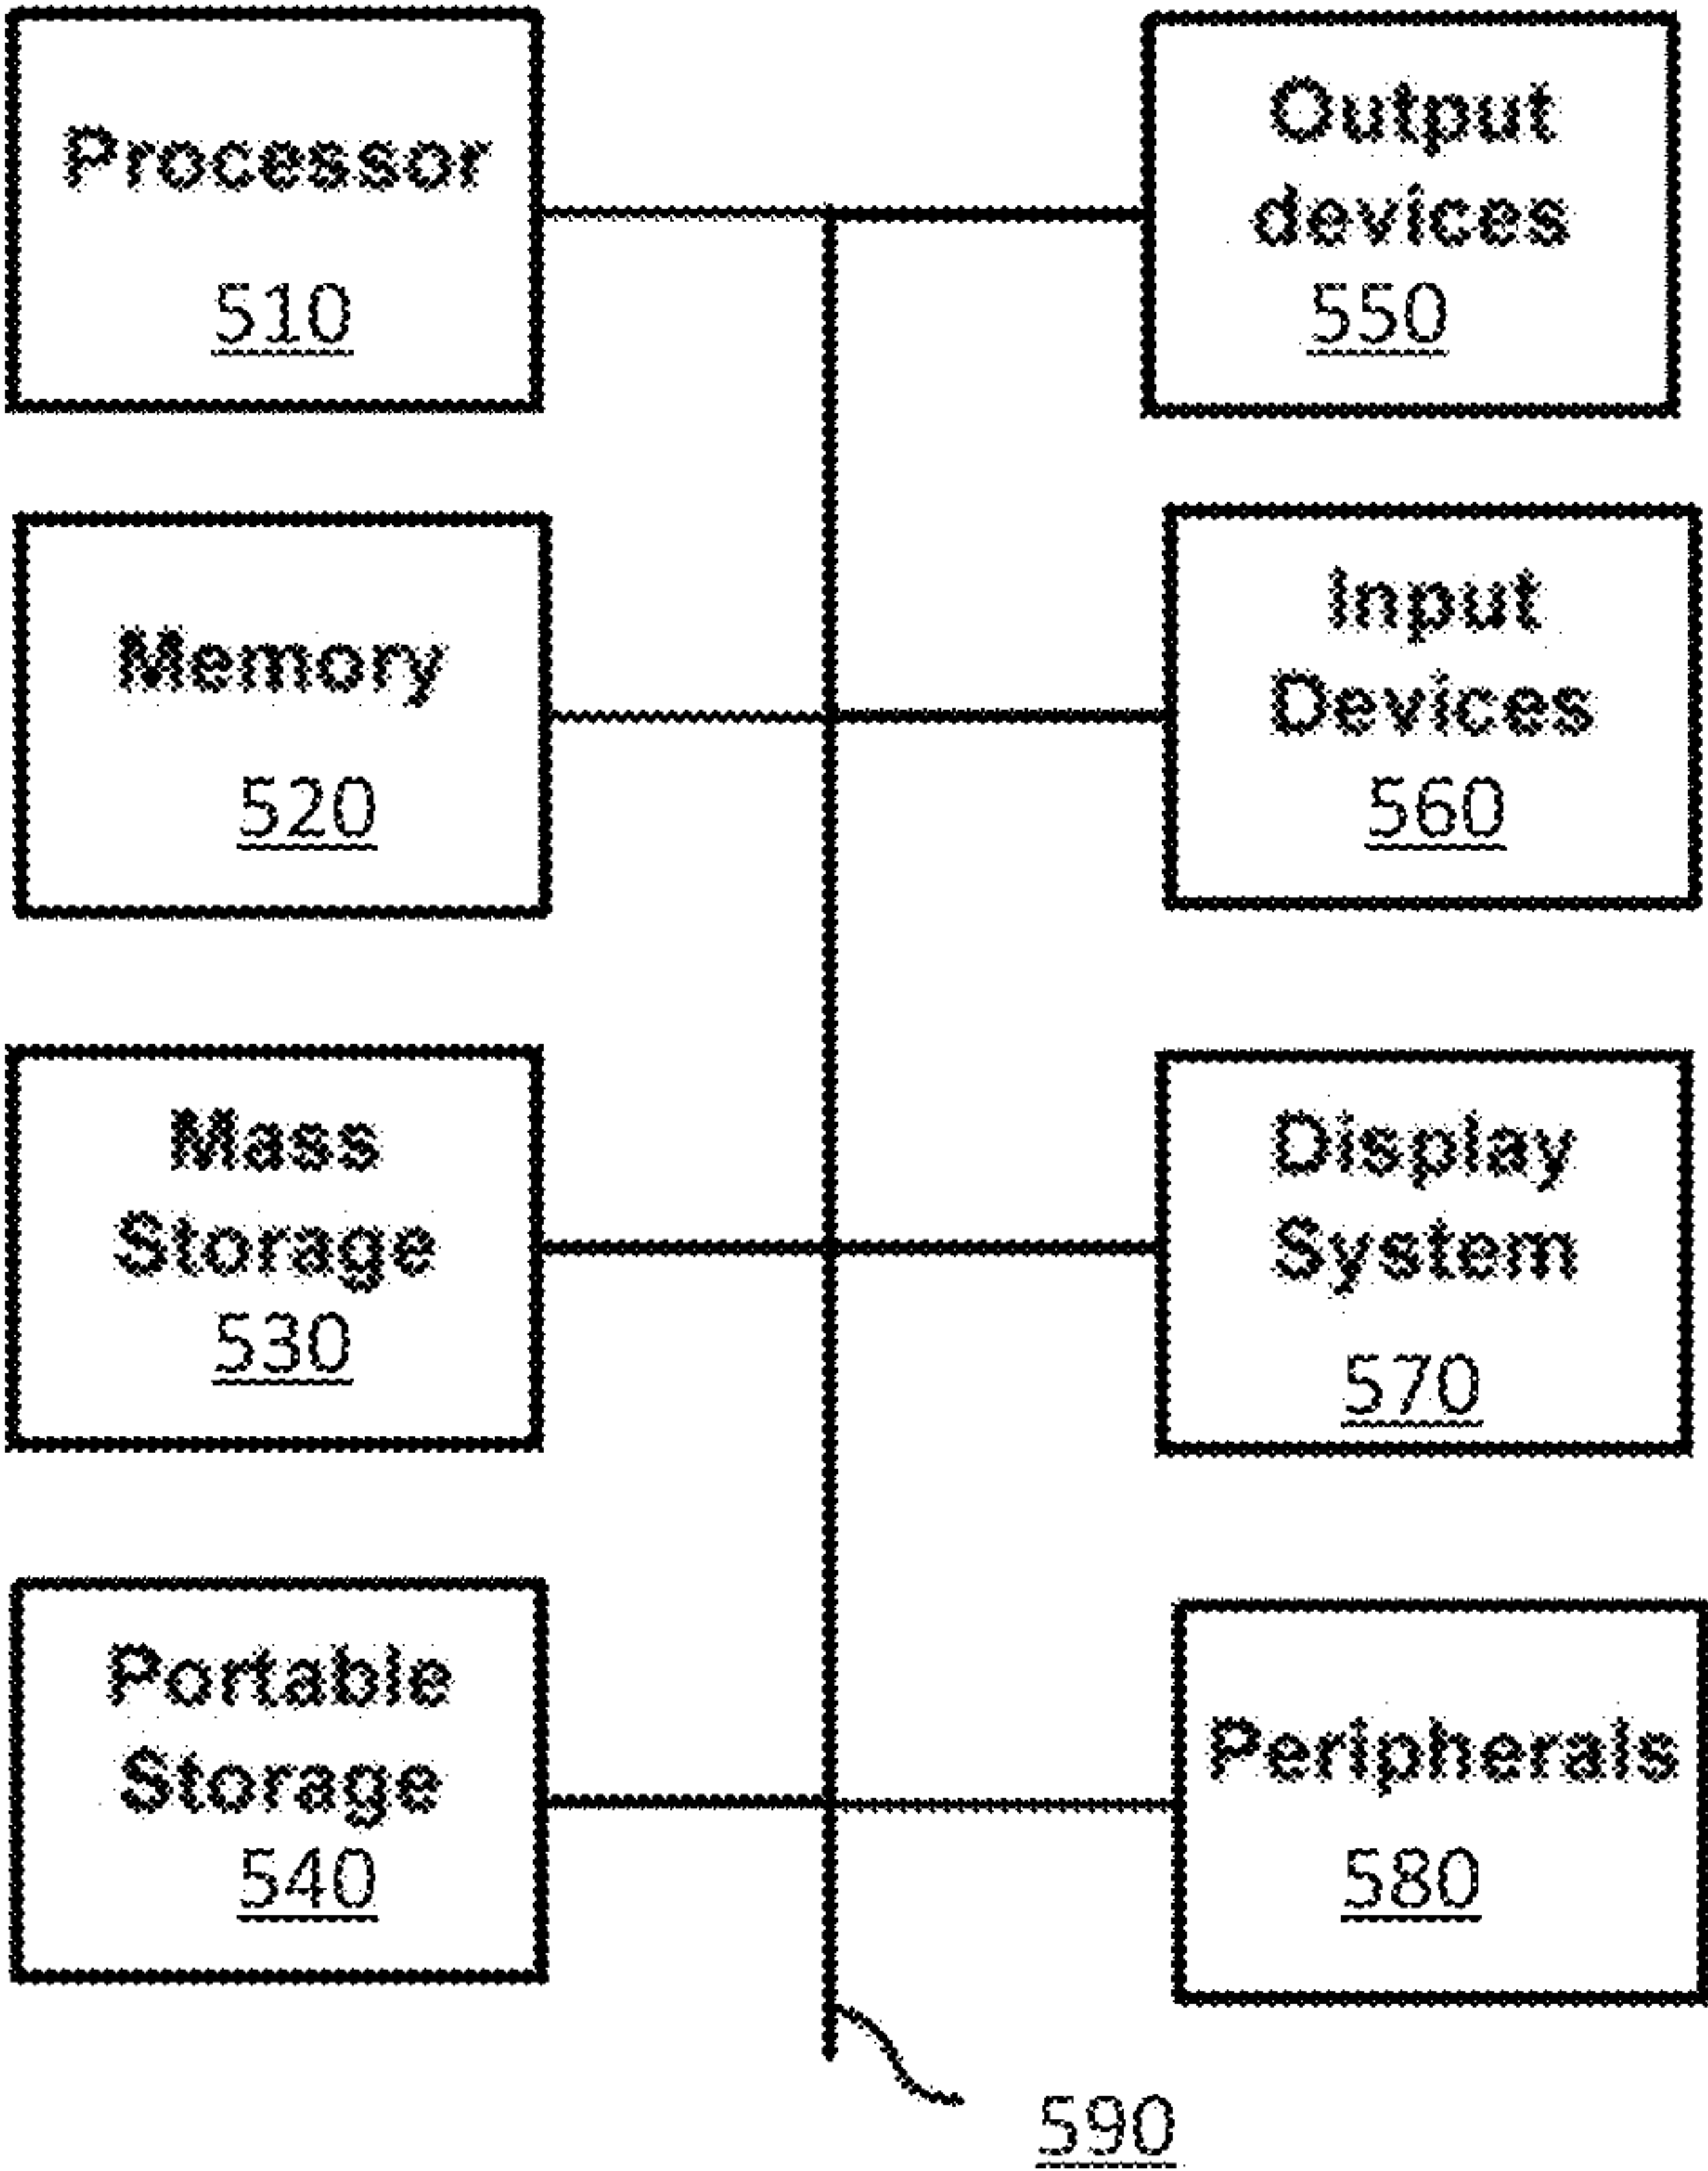 Processor
510
Output
devices
550
Memory
520
Input
Devices
560
Mass
Storage
530
Display
System
570
Portable
Storage
540
Peripherals
580
590